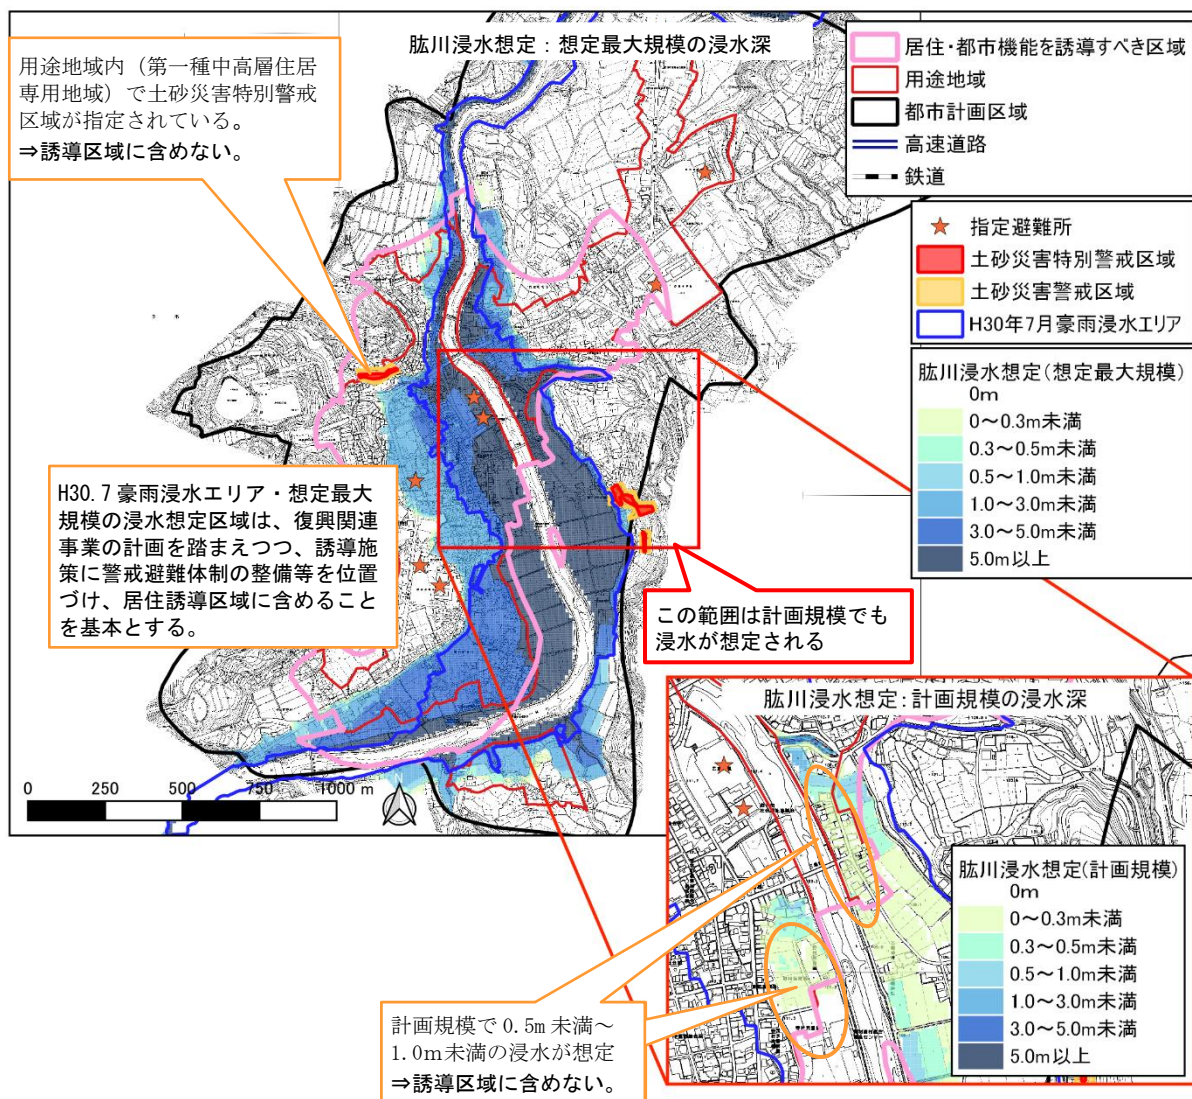 肱川浸水想定：想定最大規模の浸水深
用途地域内（第一種中高層住居
専用地域）で土砂災害特別警戒
区域が指定されている。
⇒誘導区域に含めない。
居住・都市機能を誘導すべき区域
用途地域
都市計画区域
高速道路
鉄道
指定避難所
土砂災害特別警戒区域
土砂災害警戒区域
H30年7月豪雨浸水エリア
肱川浸水想定(想定最大規模)
0m
0～0.3m未満
0.3～0.5m未満
0.5～1.0m未満
1.0～3.0m未満
3.0～5.0m未満
5.0m以上
H30.7 豪雨浸水エリア・想定最大
規模の浸水想定区域は、復興関連
事業の計画を踏まえつつ、誘導施
策に警戒避難体制の整備等を位置
づけ、居住誘導区域に含めること
を基本とする。
この範囲は計画規模でも
浸水が想定される
0 250 500 750 1000 m
N
肱川浸水想定:計画規模の浸水深
肱川浸水想定(計画規模)
0m
0～0.3m未満
0.3～0.5m未満
0.5～1.0m未満
1.0～3.0m未満
3.0～5.0m未満
5.0m以上
計画規模で 0.5m 未満～
1.0m未満の浸水が想定
⇒誘導区域に含めない。